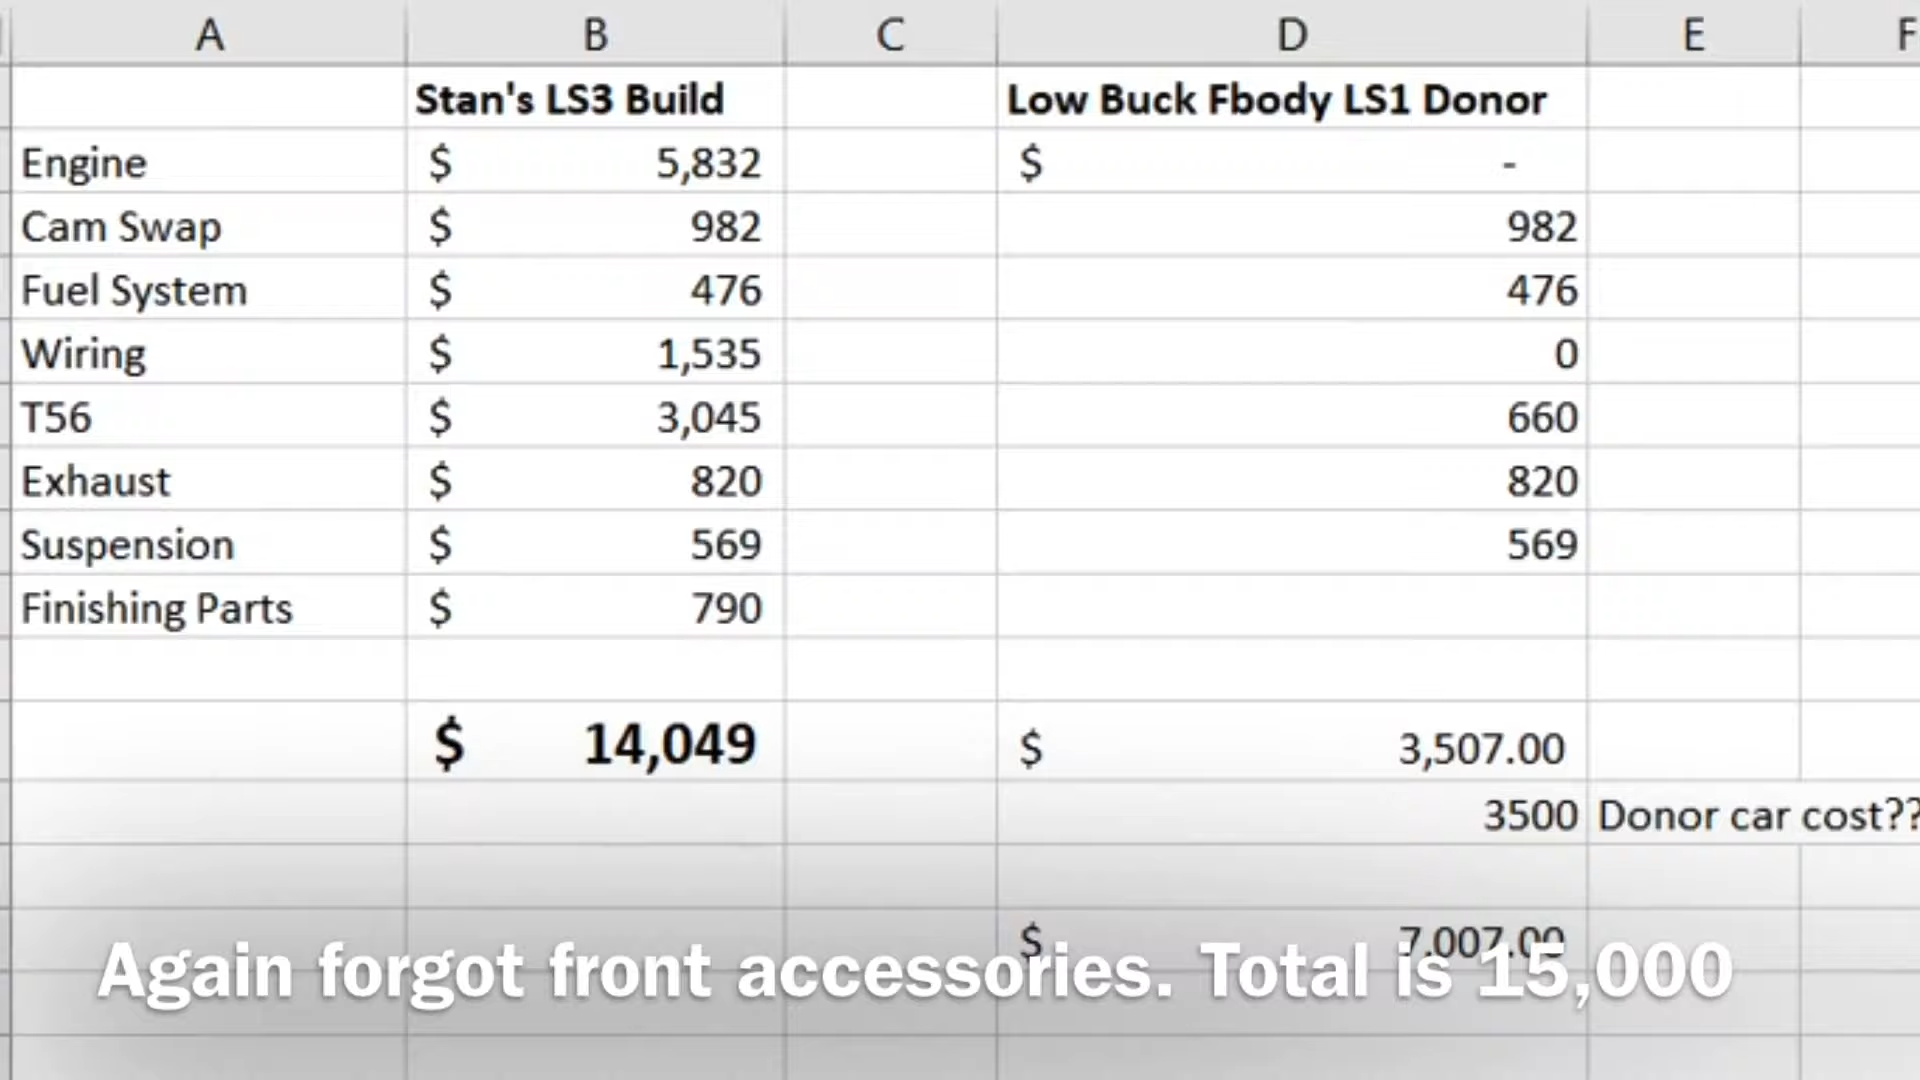 A B C D E F
Stan's LS3 Build Low Buck Fbody LS1 Donor
Engine $ 5,832 $ -
Cam Swap $ 982 982
Fuel System $ 476 476
Wiring $ 1,535 0
T56 $ 3,045 660
Exhaust $ 820 820
Suspension $ 569 569
Finishing Parts $ 790
$ 14,049 $ 3,507.00
3500 Donor car cost??
$ 7,007.00
Again forgot front accessories. Total is 15,000